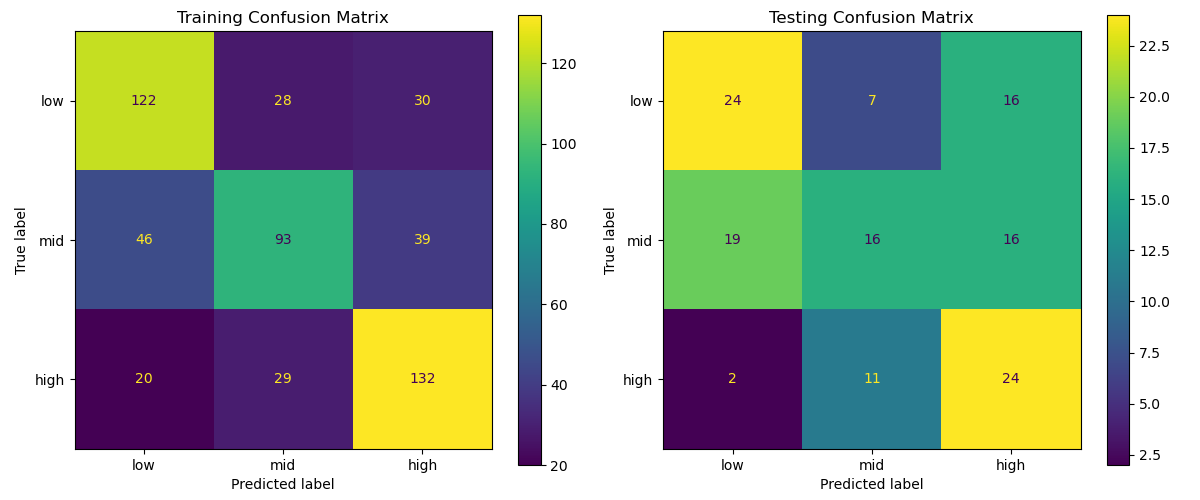 Training Confusion Matrix
low 122 28 30
mid 46 93 39
high 20 29 132
low mid high
Predicted label
True label
120
100
80
60
40
20
Testing Confusion Matrix
low 24 7 16
mid 19 16 16
high 2 11 24
low mid high
Predicted label
True label
22.5
20.0
17.5
15.0
12.5
10.0
7.5
5.0
2.5